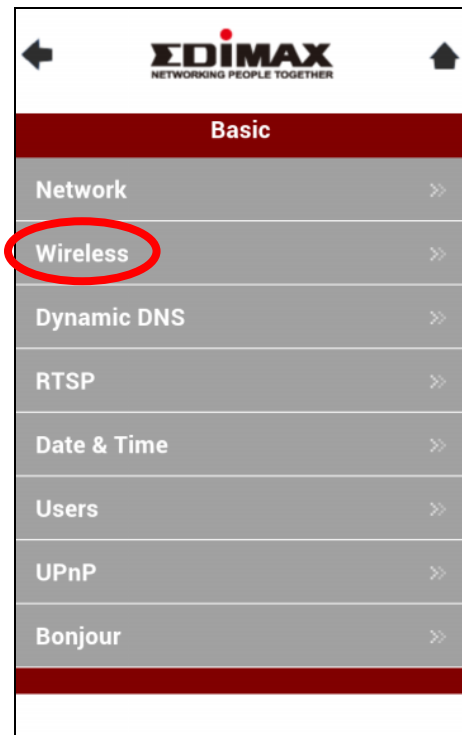 EDIMAX
NETWORKING PEOPLE TOGETHER
Basic
Network
Wireless
Dynamic DNS
RTSP
Date & Time
Users
UPnP
Bonjour